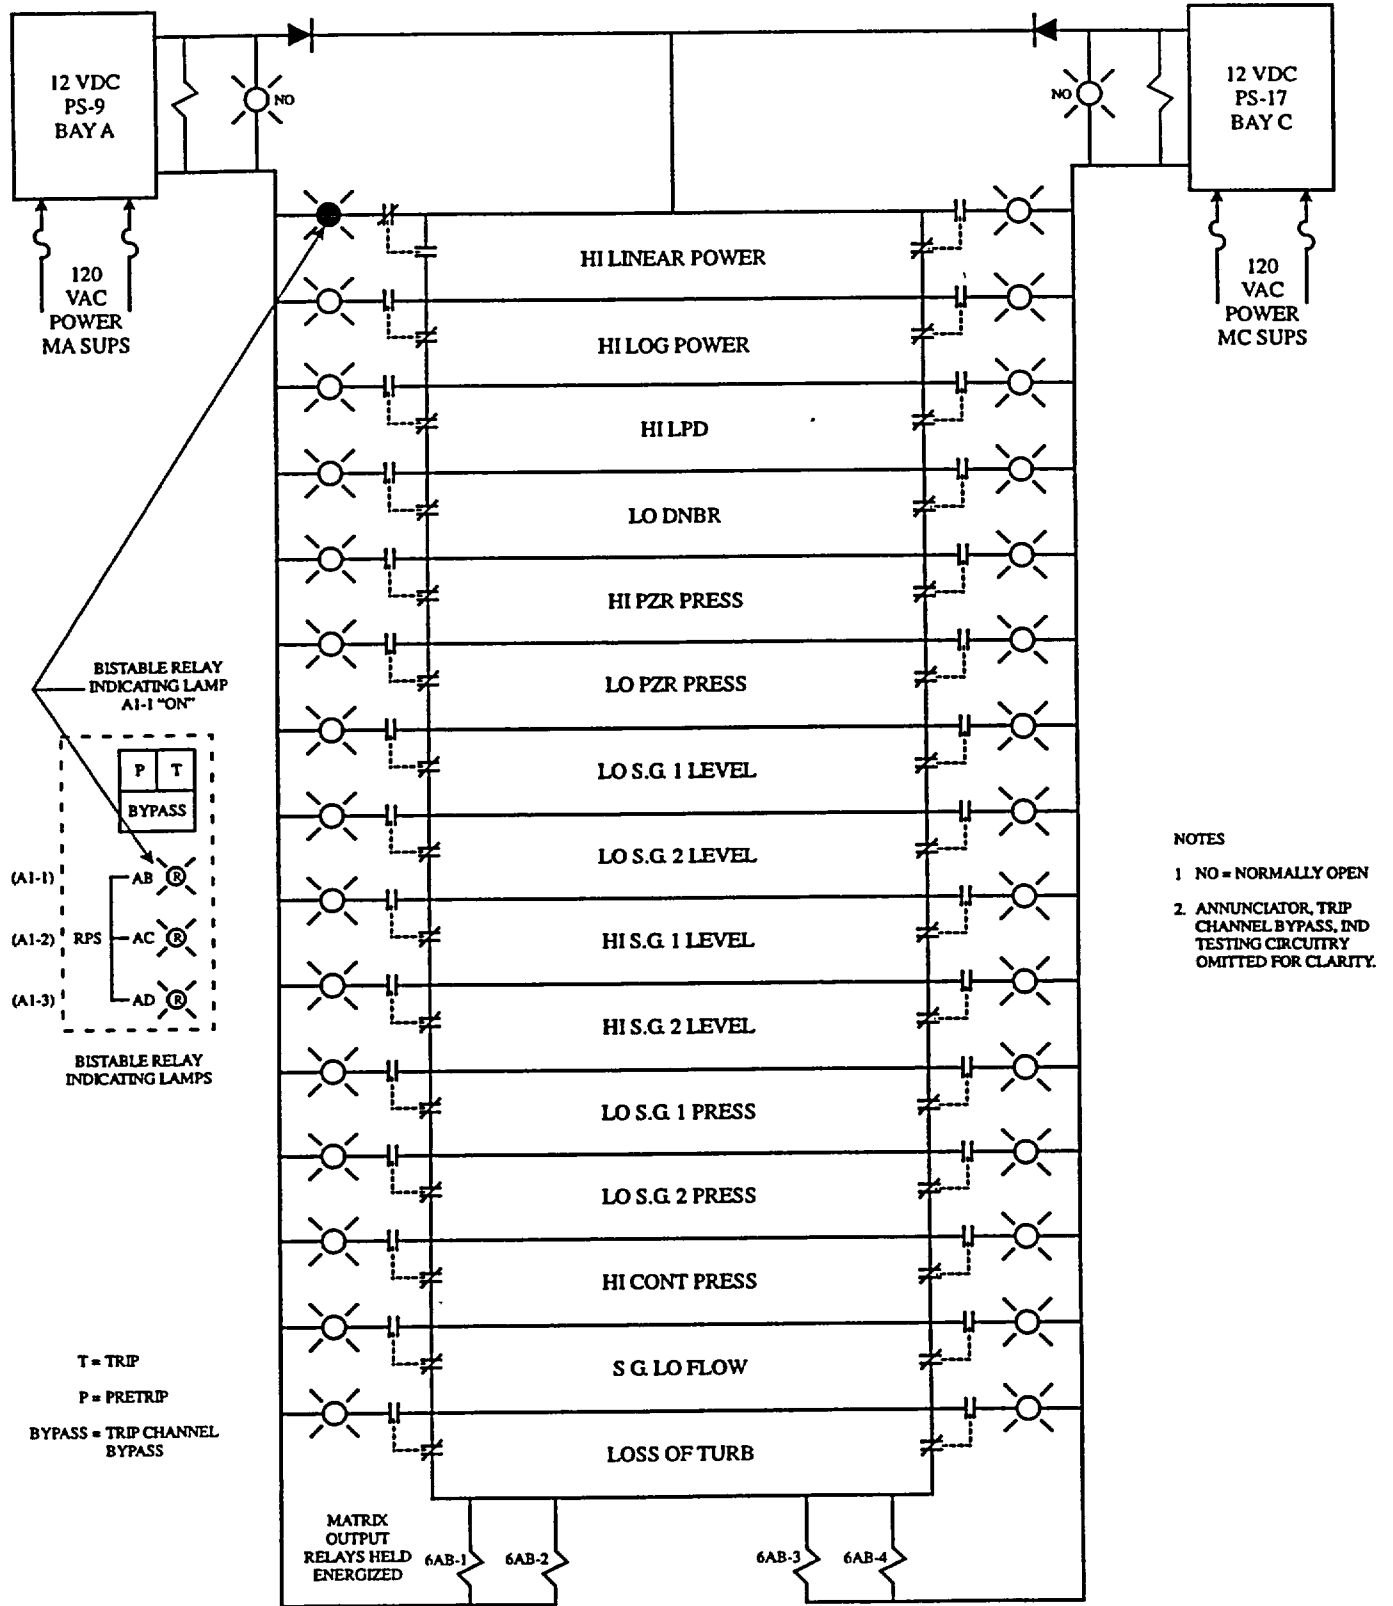 12 VDC
PS-9
BAY A
NO
120
VAC
POWER
MA SUPS
NO
12 VDC
PS-17
BAY C
120
VAC
POWER
MC SUPS
HI LINEAR POWER
HI LOG POWER
HI LPD
LO DNBR
HI PZR PRESS
LO PZR PRESS
LO S.G. 1 LEVEL
LO S.G. 2 LEVEL
HI S.G. 1 LEVEL
HI S.G. 2 LEVEL
LO S.G. 1 PRESS
LO S.G. 2 PRESS
HI CONT PRESS
S G. LO FLOW
LOSS OF TURB
BISTABLE RELAY
INDICATING LAMP
A1-1 "ON"
P T
BYPASS
(A1-1) AB R
(A1-2) RPS AC R
(A1-3) AD R
BISTABLE RELAY
INDICATING LAMPS
NOTES
1 NO = NORMALLY OPEN
2. ANNUNCIATOR, TRIP
CHANNEL BYPASS, IND
TESTING CIRCUITRY
OMITTED FOR CLARITY.
T = TRIP
P = PRETRIP
BYPASS = TRIP CHANNEL
BYPASS
MATRIX
OUTPUT
RELAYS HELD
ENERGIZED
6AB-1 6AB-2 6AB-3 6AB-4